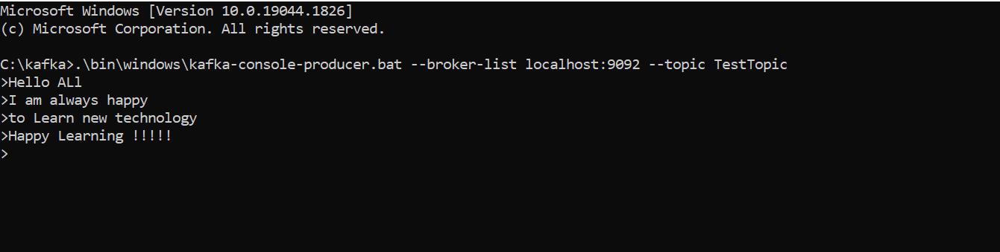 Microsoft Windows [Version 10.0.19044.1826]
(c) Microsoft Corporation. All rights reserved.
C:\kafka>.\bin\windows\kafka-console-producer.bat --broker-list localhost:9092 --topic TestTopic
>Hello ALl
>I am always happy
>to Learn new technology
>Happy Learning !!!!!
>